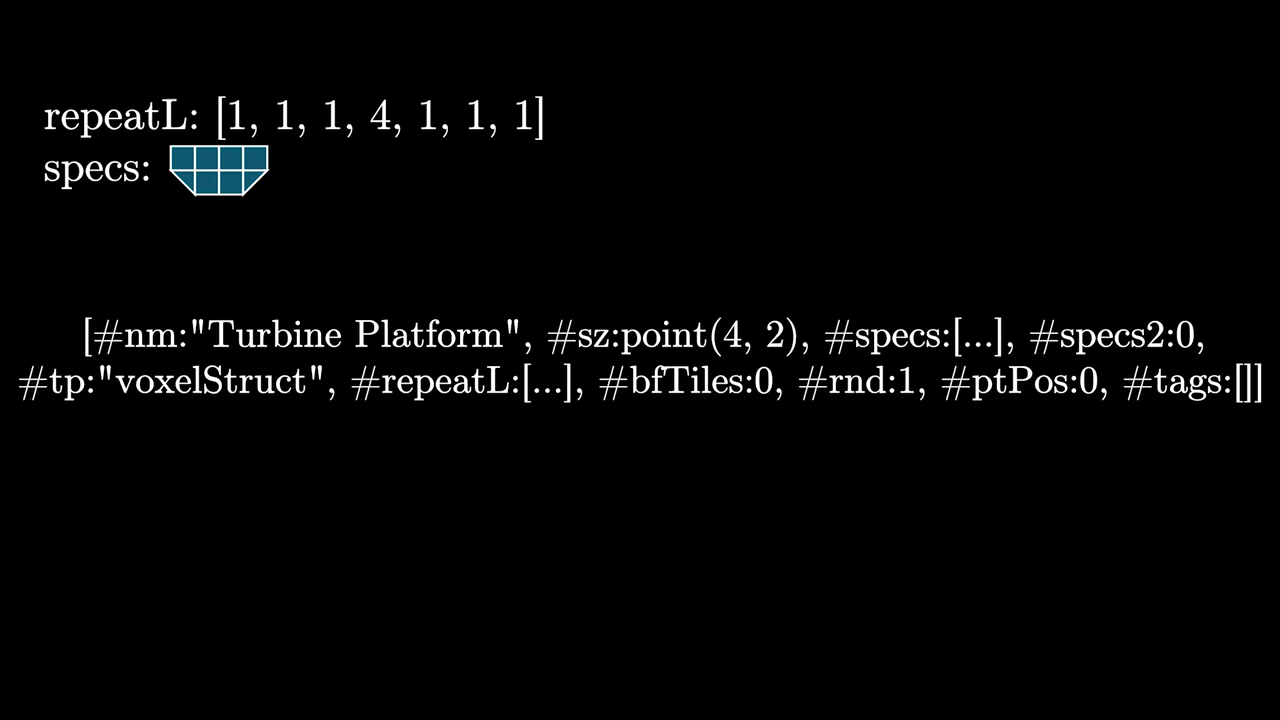 repeatL: [1, 1, 1, 4, 1, 1, 1]
specs:
[#nm:"Turbine Platform", #sz:point(4, 2), #specs:[...], #specs2:0,
#tp:"voxelStruct", #repeatL:[...], #bfTiles:0, #rnd:1, #ptPos:0, #tags:[]]